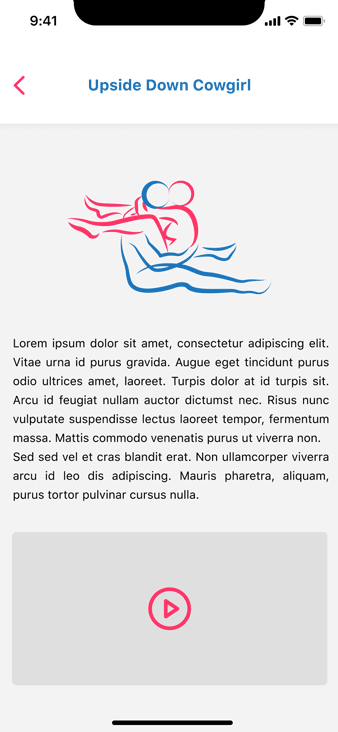 9:41
Upside Down Cowgirl
Lorem ipsum dolor sit amet, consectetur adipiscing elit.
Vitae urna id purus gravida. Augue eget tincidunt purus
odio ultrices amet, laoreet. Turpis dolor at id turpis sit.
Arcu id feugiat nullam auctor dictumst nec. Risus nunc
vulputate suspendisse lectus laoreet tempor, fermentum
massa. Mattis commodo venenatis purus ut viverra non.
Sed sed vel et cras blandit erat. Non ullamcorper viverra
arcu id leo dis adipiscing. Mauris pharetra, aliquam,
purus tortor pulvinar cursus nulla.